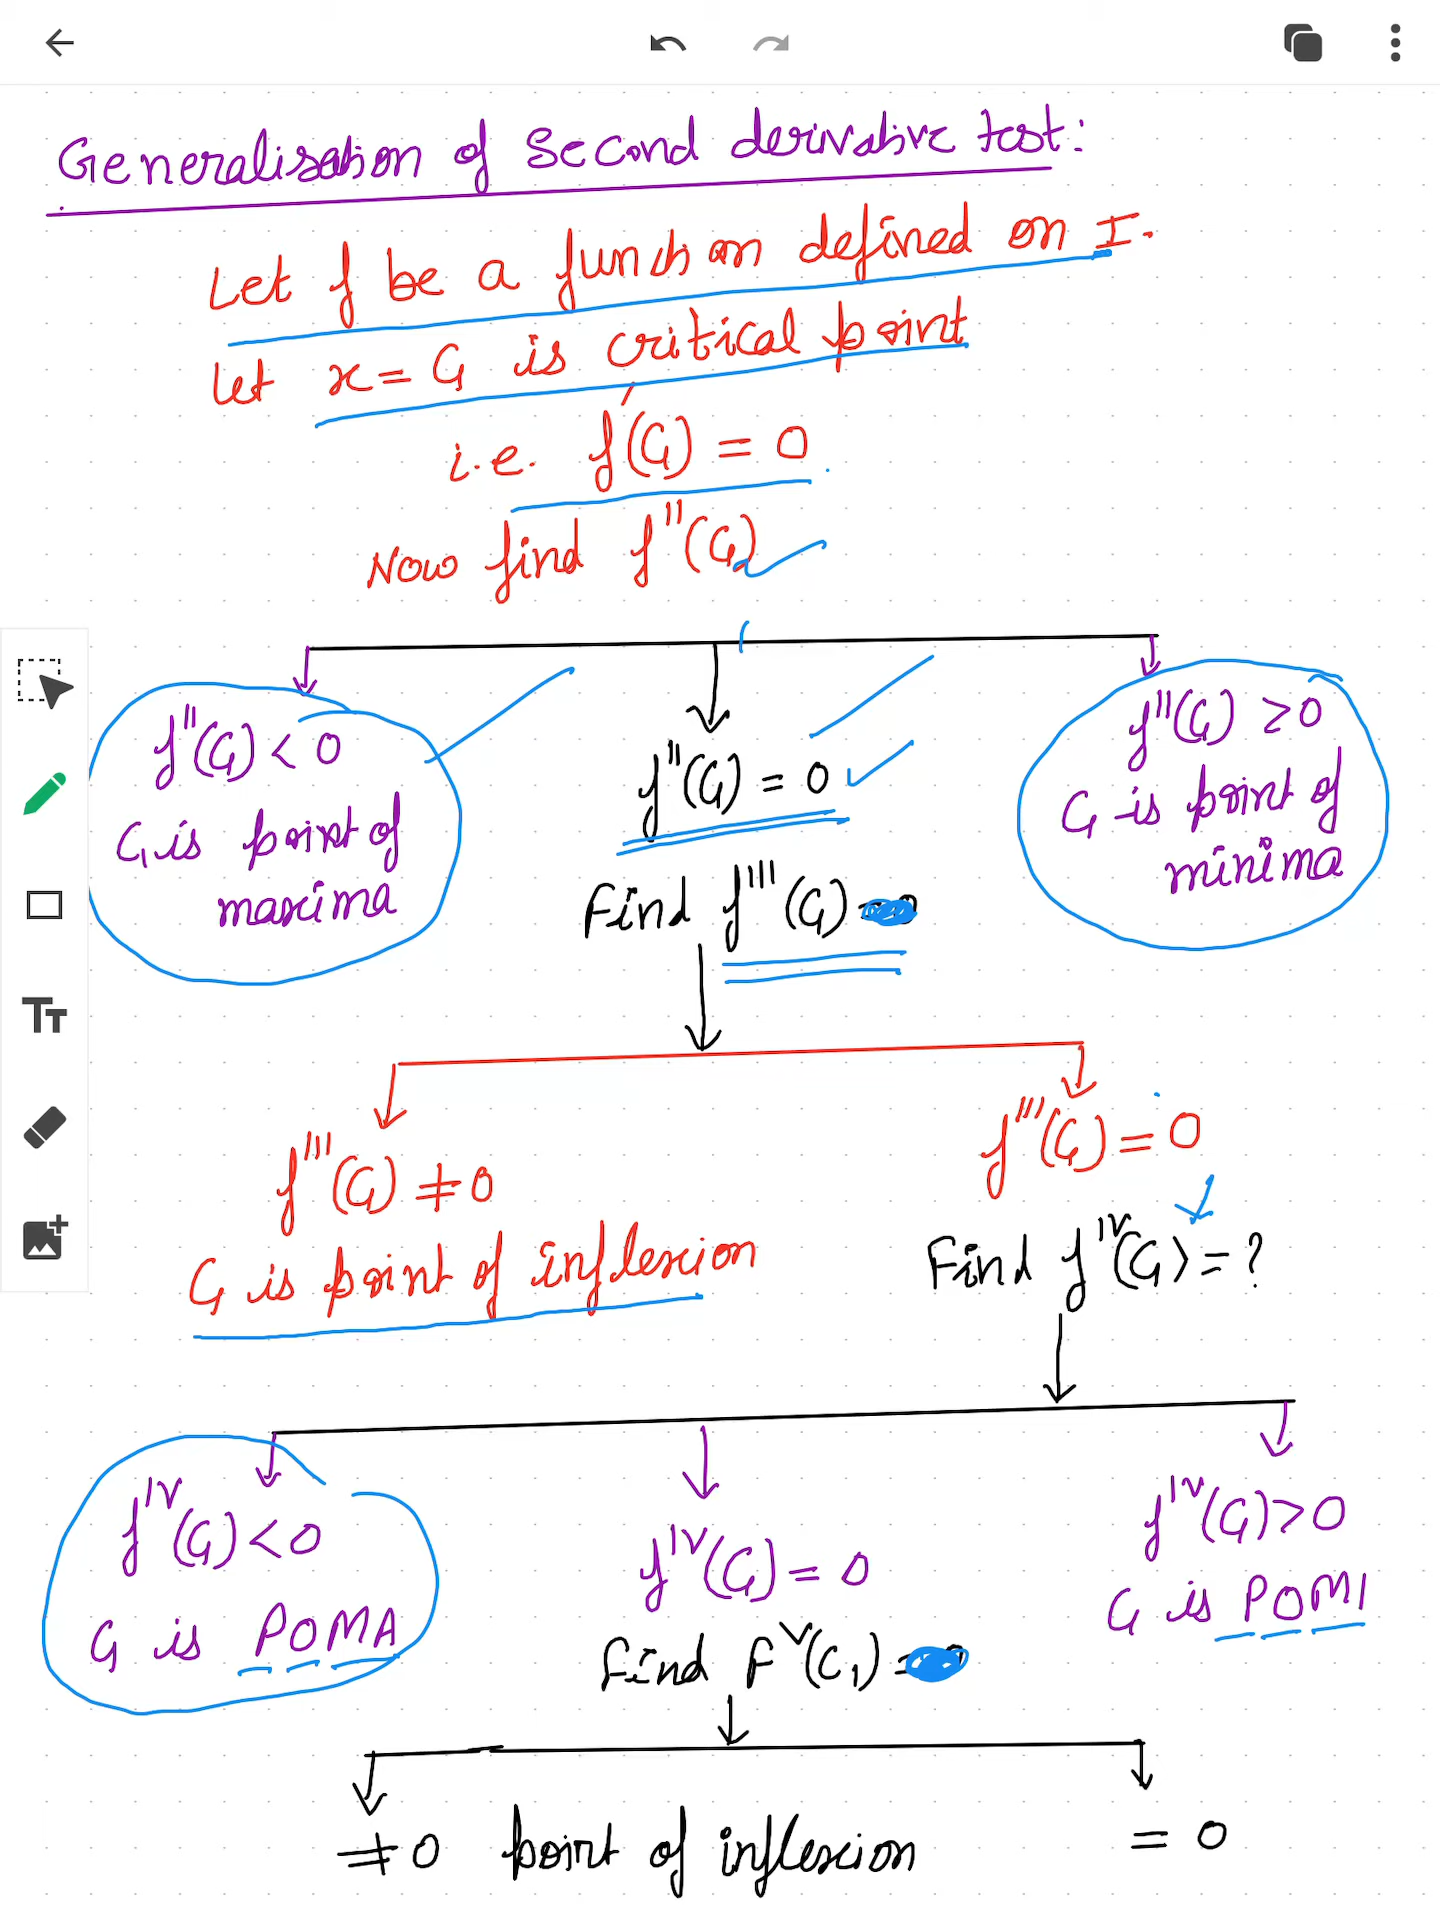 Generalisation of Second derivative test:
Let f be a function defined on I.
Let x = C₁ is critical point
i.e. f'(C₁) = 0
Now find f''(C₁)
f''(C₁) < 0
C₁ is point of
maxima
f''(C₁) = 0
Find f'''(C₁)
f''(C₁) ≥ 0
C₁ is point of
minima
f'''(C₁) ≠ 0
C₁ is point of inflexion
f'''(C₁) = 0
Find f^IV(C₁) = ?
f^IV(C₁) < 0
C₁ is POMA
f^IV(C₁) = 0
Find F^V(C₁)
f^IV(C₁) > 0
C₁ is POMI
≠ 0 point of inflexion
= 0
TT